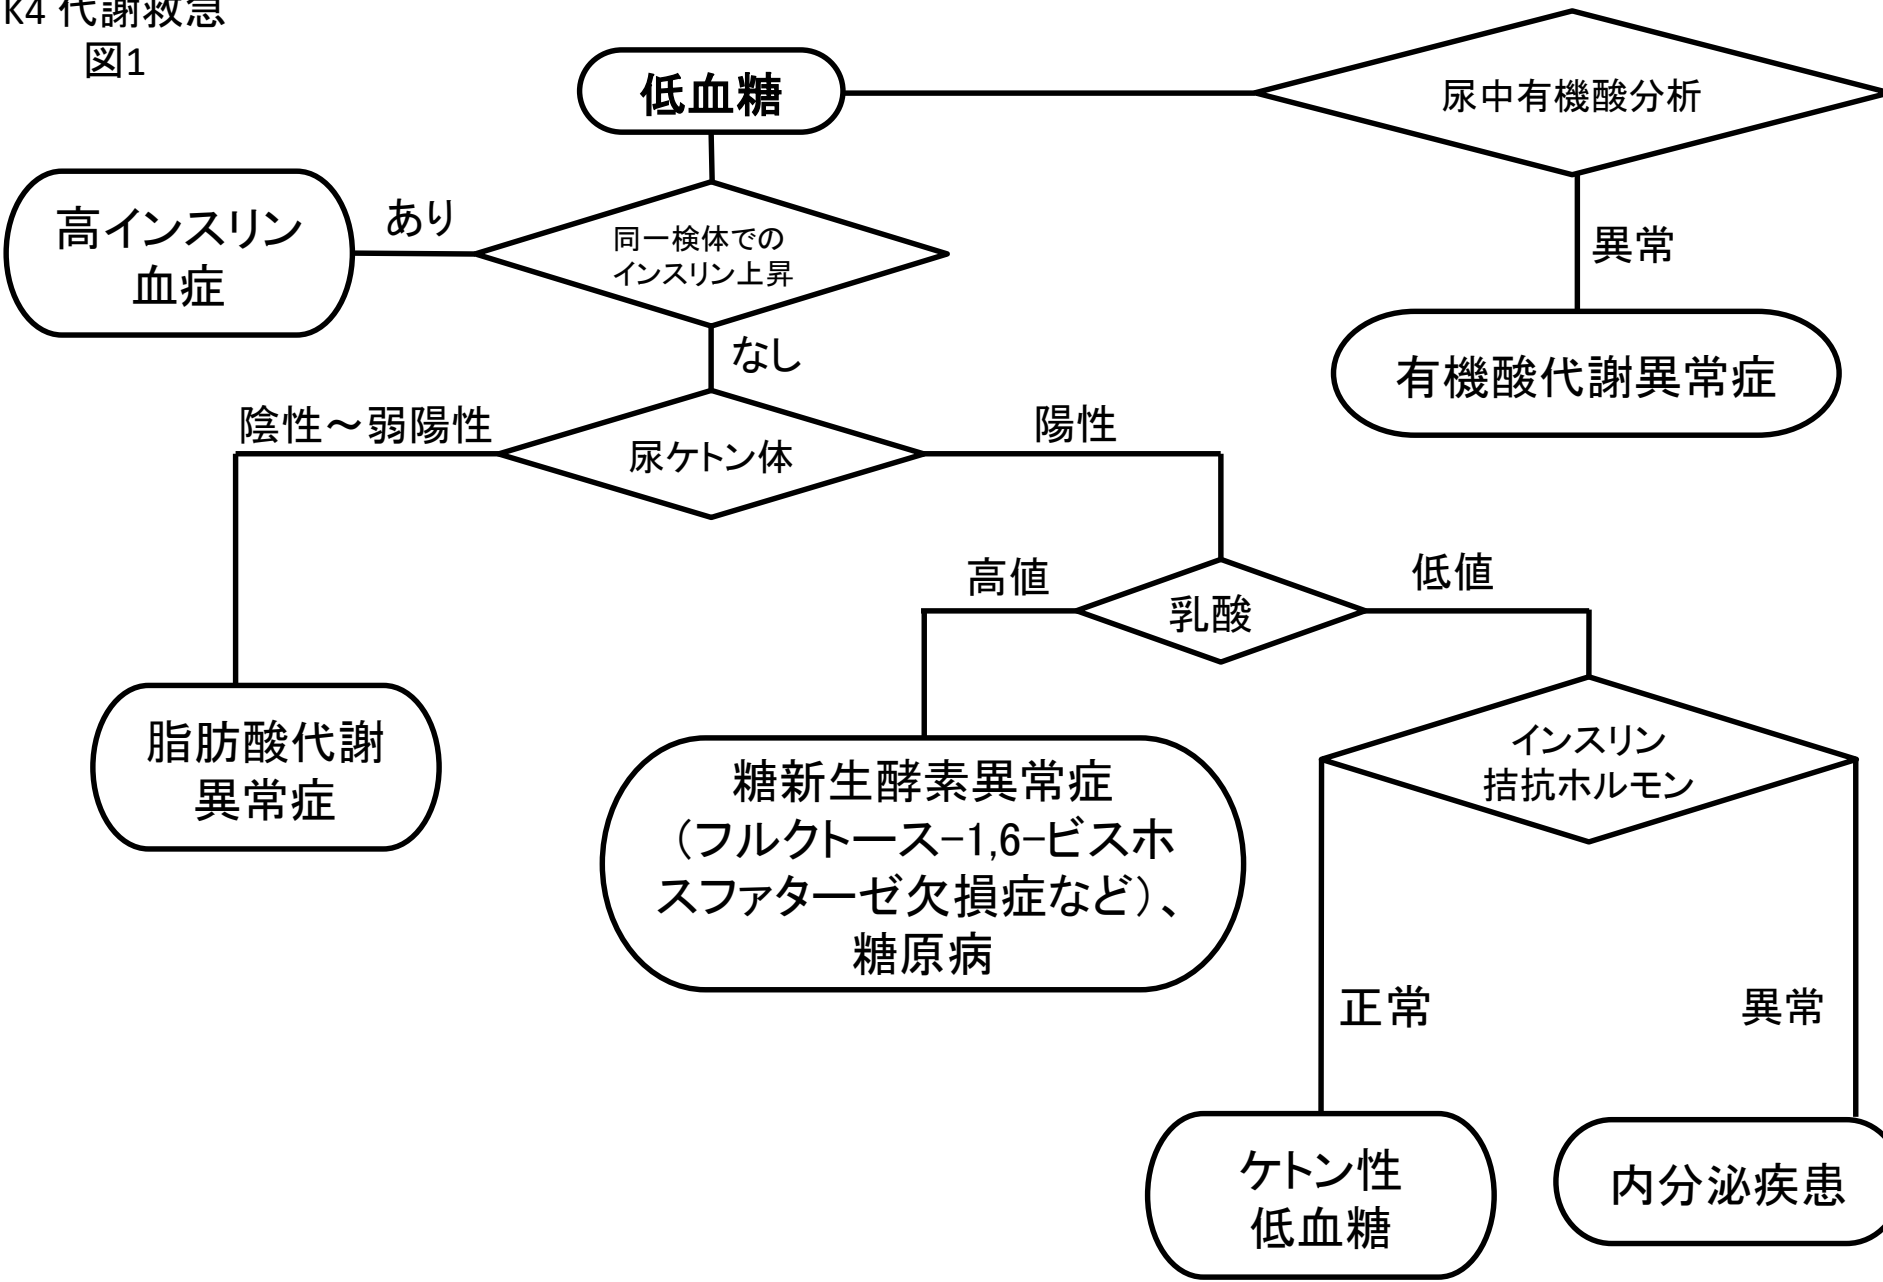 K4 代謝救急
図1
低血糖
尿中有機酸分析
高インスリン
血症
あり
同一検体での
インスリン上昇
異常
なし
有機酸代謝異常症
陰性～弱陽性
尿ケトン体
陽性
高値
乳酸
低値
脂肪酸代謝
異常症
糖新生酵素異常症
（フルクトース-1,6-ビスホ
スファターゼ欠損症など）、
糖原病
インスリン
拮抗ホルモン
正常
異常
ケトン性
低血糖
内分泌疾患